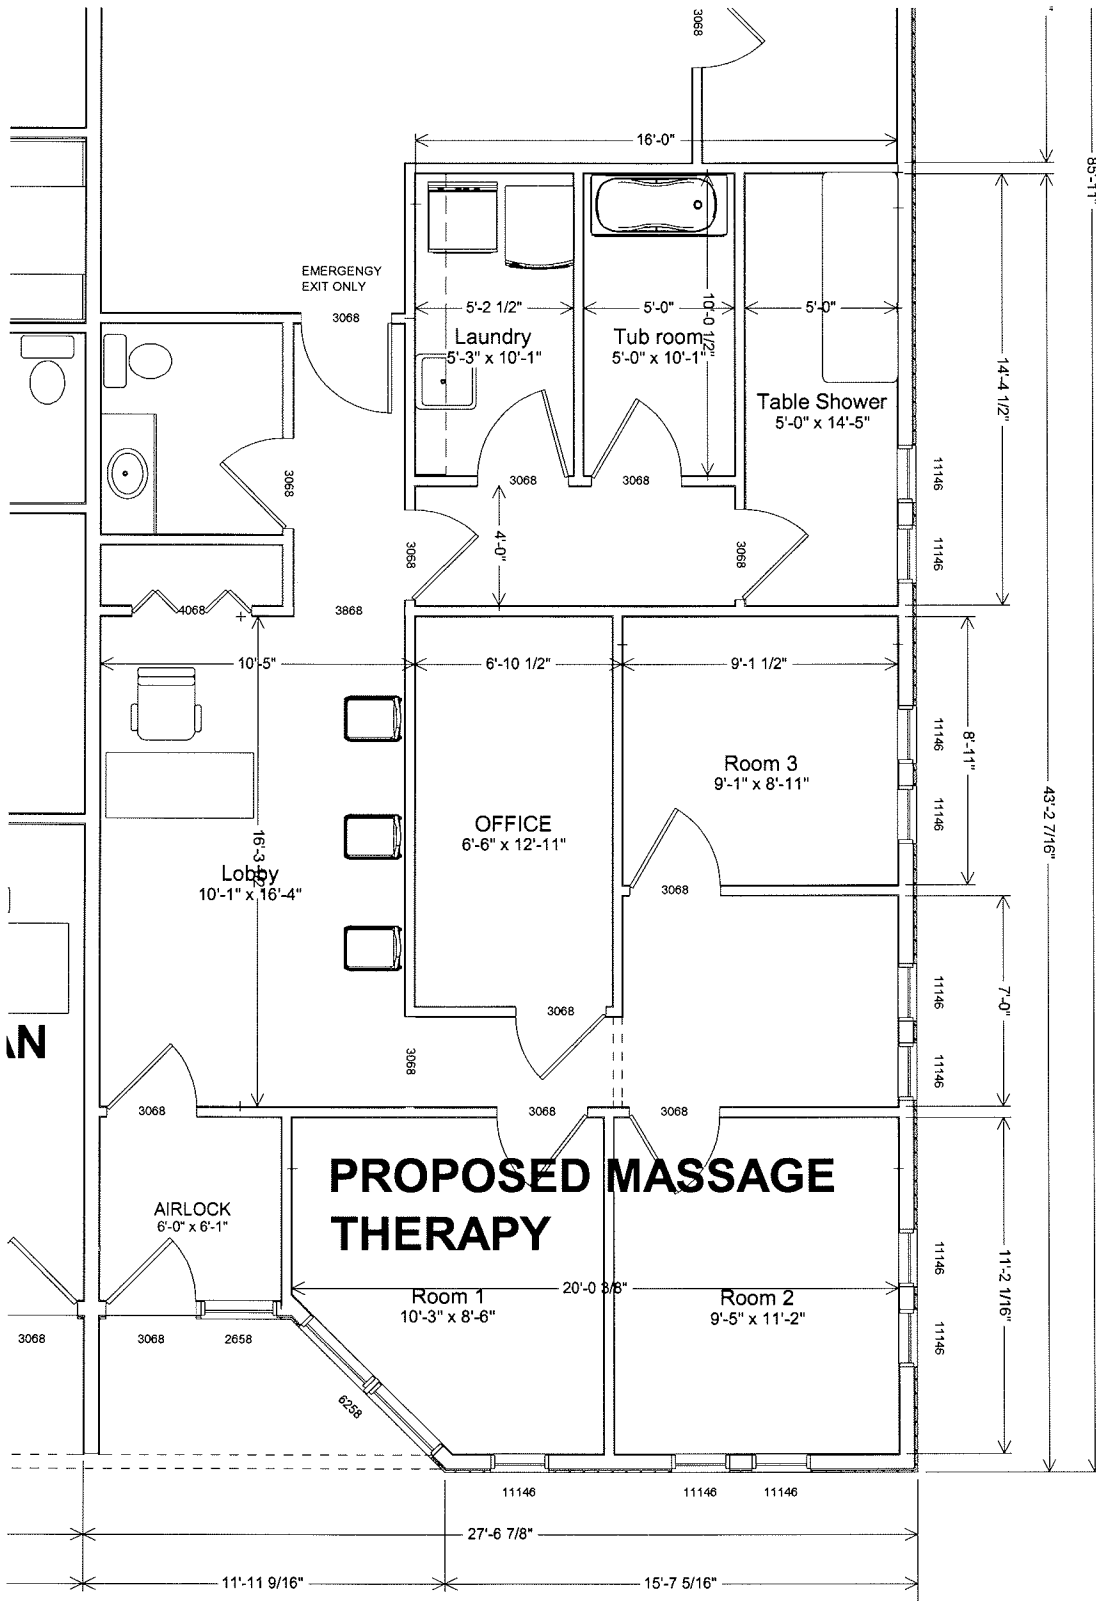 3068
16'-0"
85'-11"
EMERGENGY
EXIT ONLY
3068
5'-2 1/2"
5'-0"
10'-0 1/2"
5'-0"
Laundry
5'-3" x 10'-1"
Tub room
5'-0" x 10'-1"
14'-4 1/2"
Table Shower
5'-0" x 14'-5"
3068
3068
3068
11146
4'-0"
3068
3068
11146
4068
3868
10'-5"
6'-10 1/2"
9'-1 1/2"
11146
8'-11"
Room 3
9'-1" x 8'-11"
OFFICE
6'-6" x 12'-11"
11146
43'-2 7/16"
16'-3
Lobby
10'-1" x 16'-4"
3068
11146
7'-0"
3068
3068
AN
11146
3068
3068
3068
PROPOSED MASSAGE
THERAPY
AIRLOCK
6'-0" x 6'-1"
11146
11'-2 1/16"
20'-0 3/8"
Room 1
10'-3" x 8'-6"
Room 2
9'-5" x 11'-2"
3068
3068
2658
11146
6258
11146
11146
11146
27'-6 7/8"
11'-11 9/16"
15'-7 5/16"